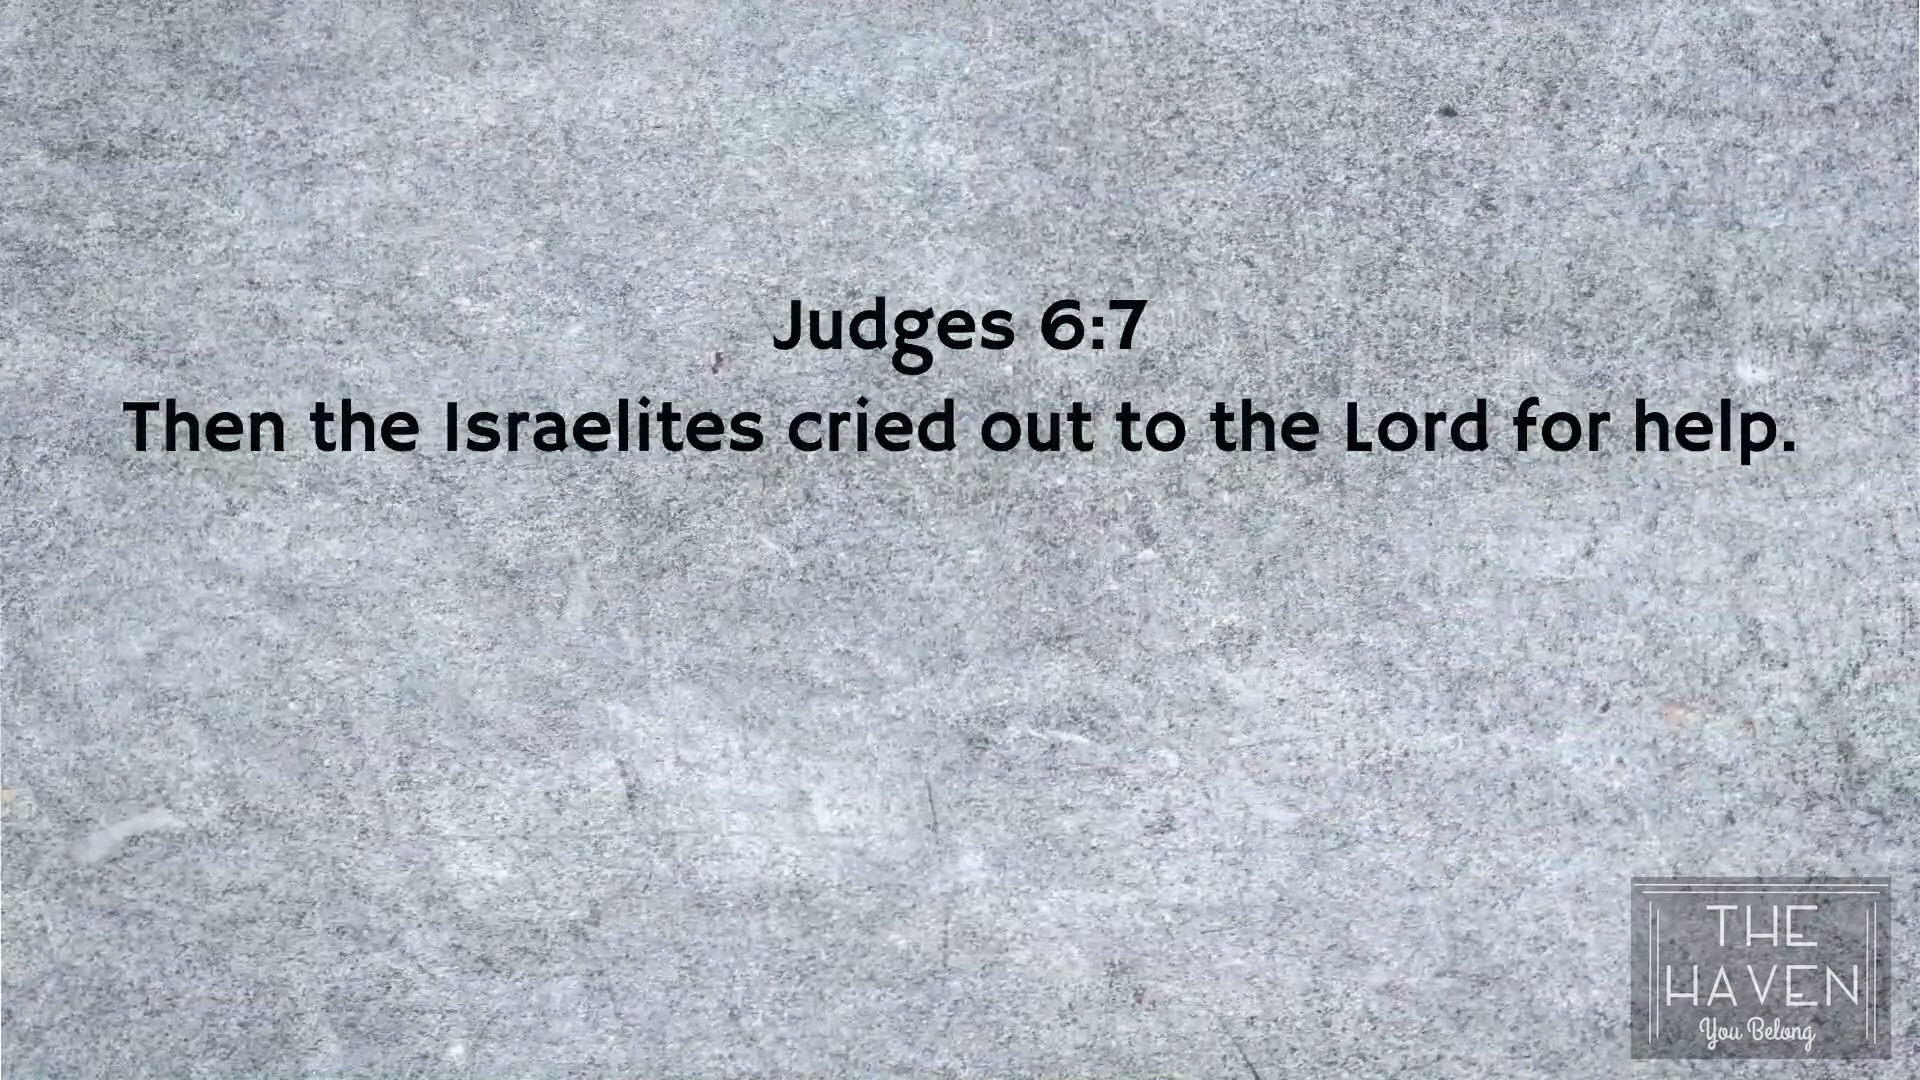 Judges 6:7
Then the Israelites cried out to the Lord for help.
THE
HAVEN
You Belong